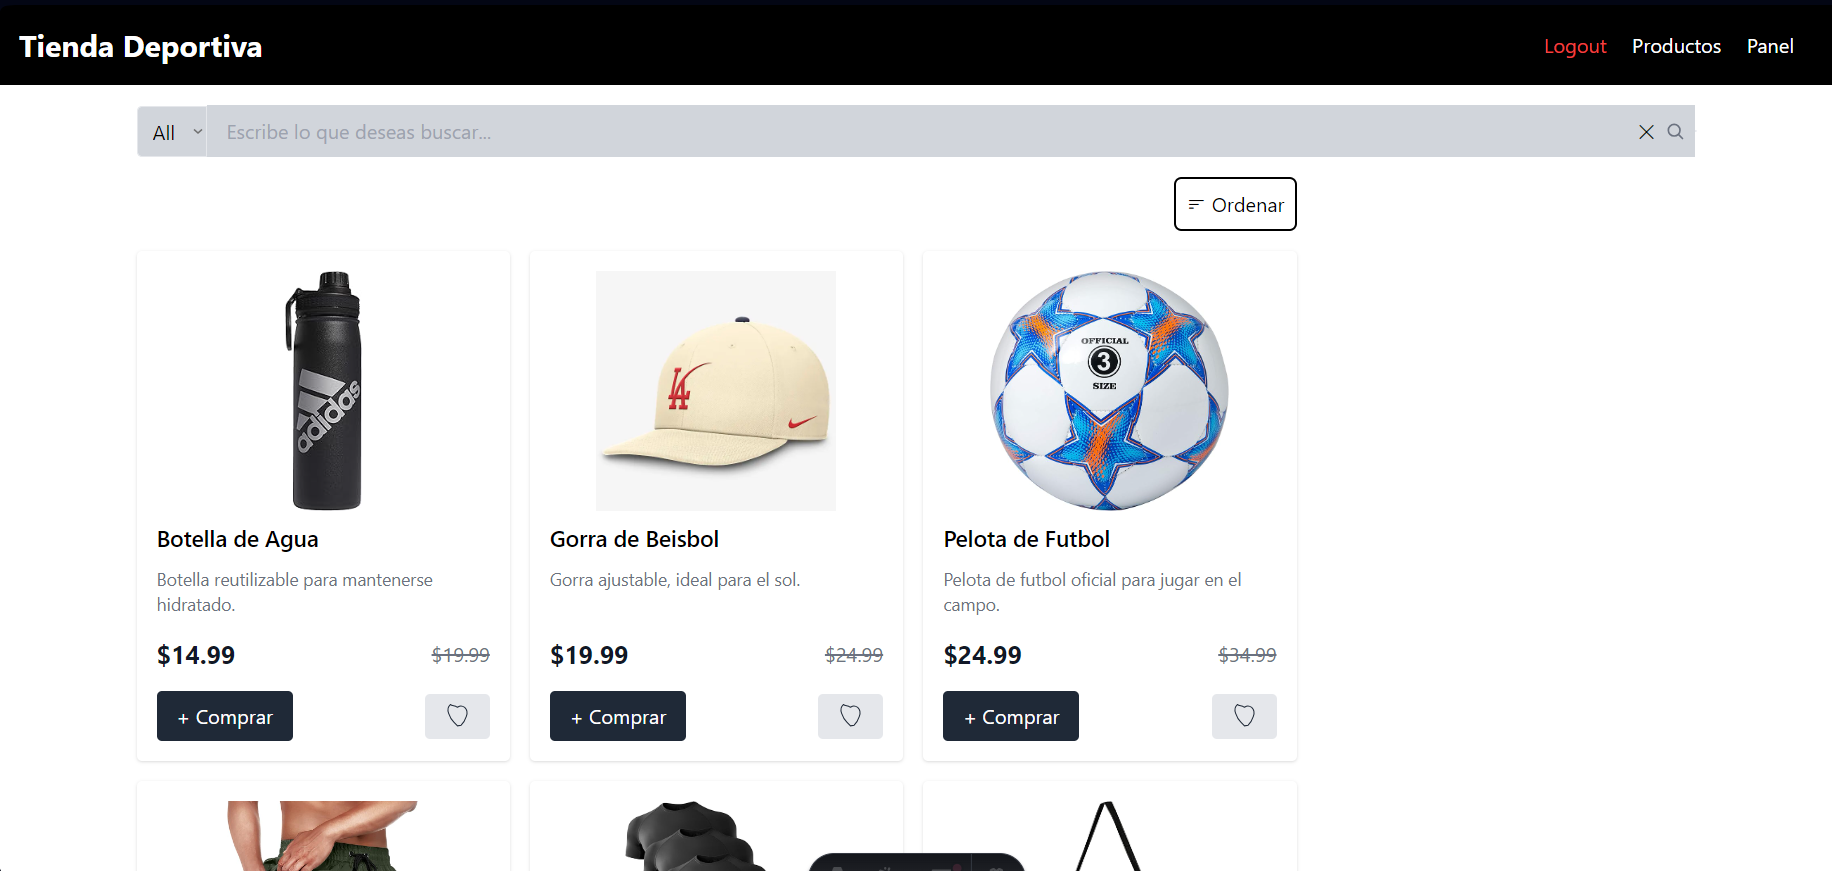 Tienda Deportiva
Logout Productos Panel
All Escribe lo que deseas buscar...
Ordenar
adidas
LA
OFFICIAL
3
SIZE
Botella de Agua
Botella reutilizable para mantenerse
hidratado.
$14.99 $19.99
+ Comprar
Gorra de Beisbol
Gorra ajustable, ideal para el sol.
$19.99 $24.99
+ Comprar
Pelota de Futbol
Pelota de futbol oficial para jugar en el
campo.
$24.99 $34.99
+ Comprar